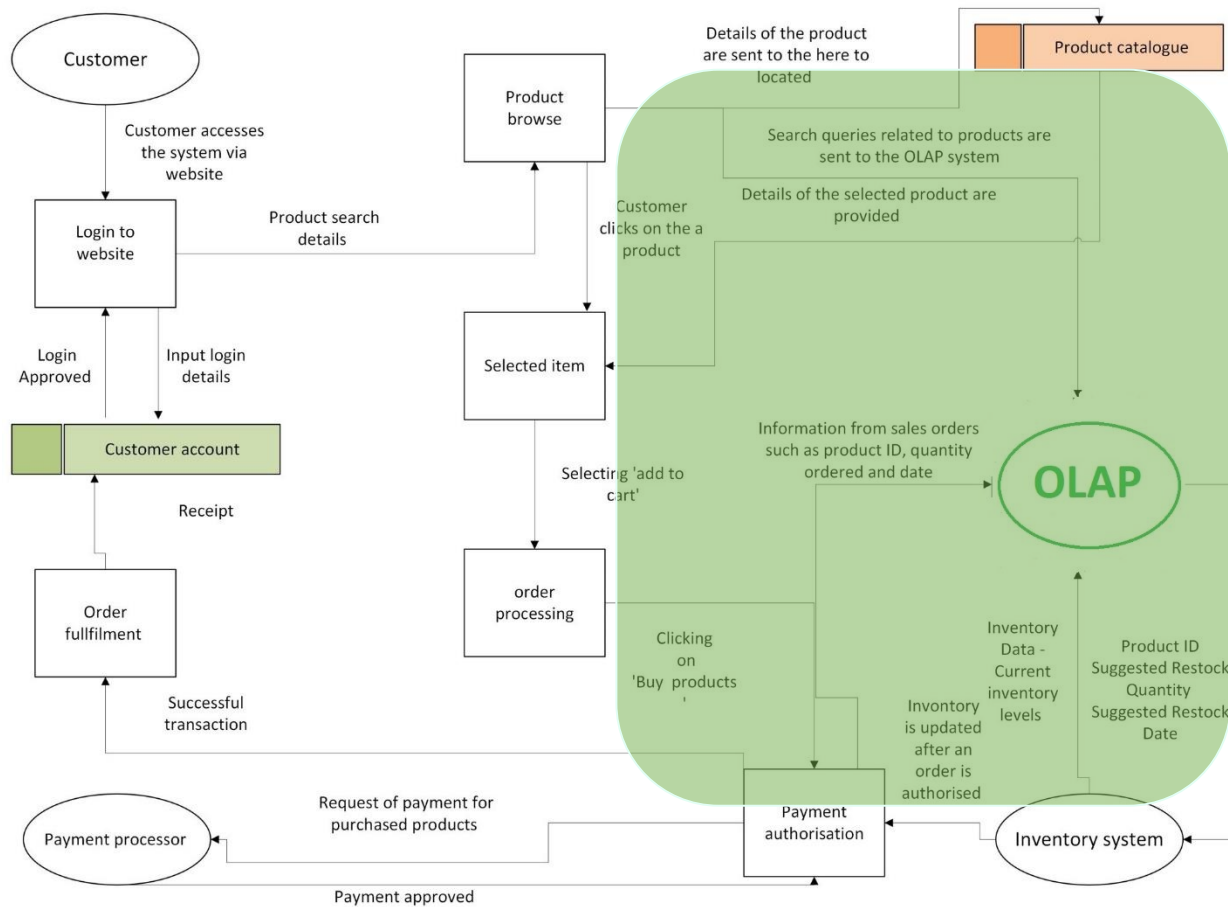 Customer
Customer accesses
the system via
website
Login to
website
Product search
details
Login
Approved
Input login
details
Customer account
Receipt
Order
fullfilment
Successful
transaction
Payment processor
Request of payment for
purchased products
Payment approved
Product
browse
Details of the product
are sent to the here to
located
Product catalogue
Search queries related to products are
sent to the OLAP system
Details of the selected product are
provided
Customer
clicks on the a
product
Selected item
Selecting 'add to
cart'
Information from sales orders
such as product ID, quantity
ordered and date
OLAP
order
processing
Clicking
on
'Buy products
'
Inventory
Data -
Current
inventory
levels
Product ID
Suggested Restock
Quantity
Suggested Restock
Date
Invontory
is updated
after an
order is
authorised
Payment
authorisation
Inventory system